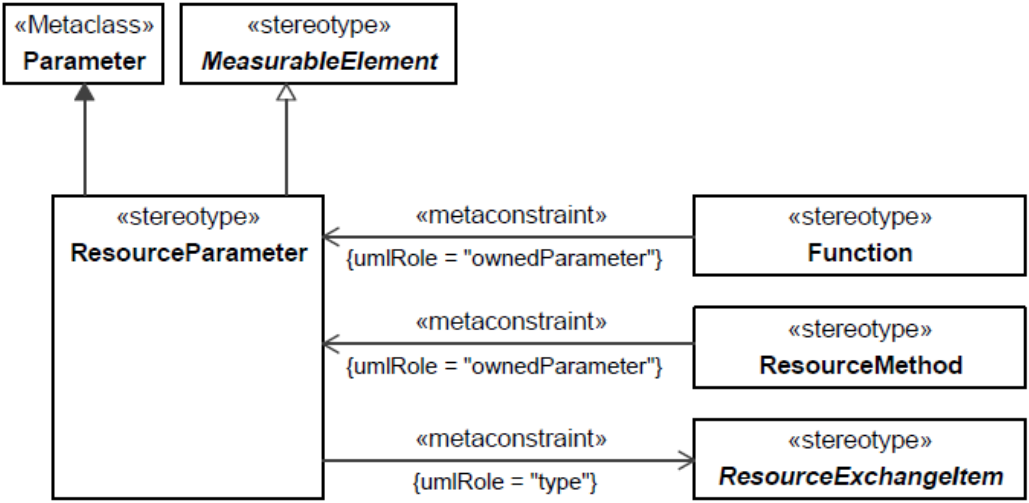 «Metaclass»
Parameter
«stereotype»
MeasurableElement
«stereotype»
ResourceParameter
«metaconstraint»
{umlRole = "ownedParameter"}
«stereotype»
Function
«metaconstraint»
{umlRole = "ownedParameter"}
«stereotype»
ResourceMethod
«metaconstraint»
{umlRole = "type"}
«stereotype»
ResourceExchangeItem